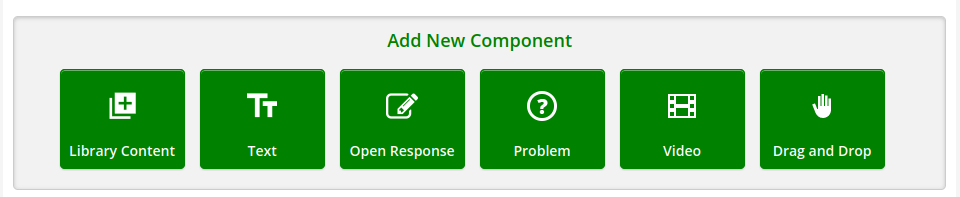 Add New Component
Library Content
Text
Open Response
Problem
Video
Drag and Drop